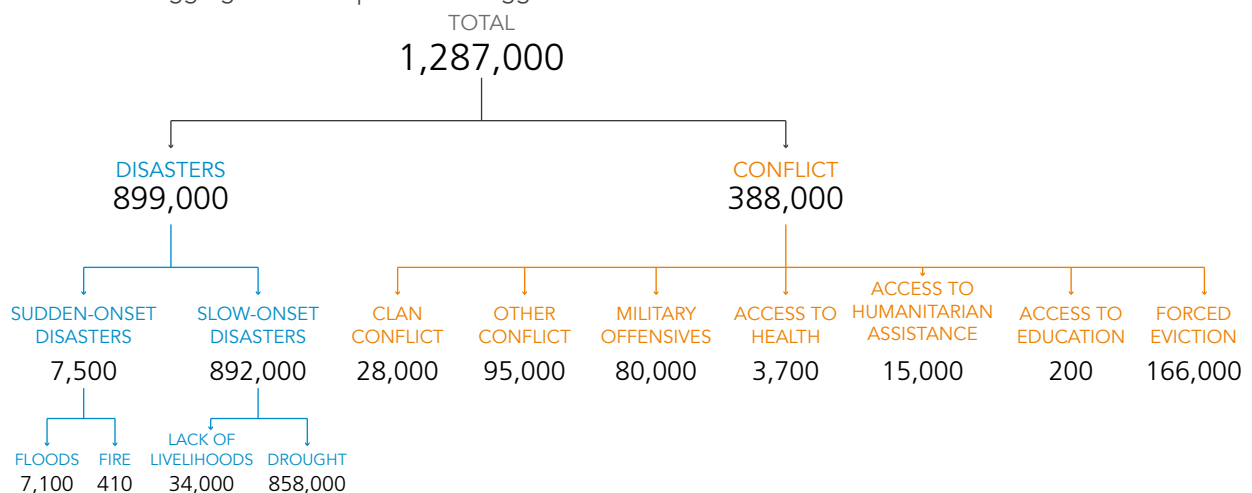 TOTAL
1,287,000
DISASTERS
899,000
CONFLICT
388,000
SUDDEN-ONSET
DISASTERS
7,500
SLOW-ONSET
DISASTERS
892,000
CLAN
CONFLICT
28,000
OTHER
CONFLICT
95,000
MILITARY
OFFENSIVES
80,000
ACCESS TO
HEALTH
3,700
ACCESS TO
HUMANITARIAN
ASSISTANCE
15,000
ACCESS TO
EDUCATION
200
FORCED
EVICTION
166,000
FLOODS
7,100
FIRE
410
LACK OF
LIVELIHOODS
34,000
DROUGHT
858,000